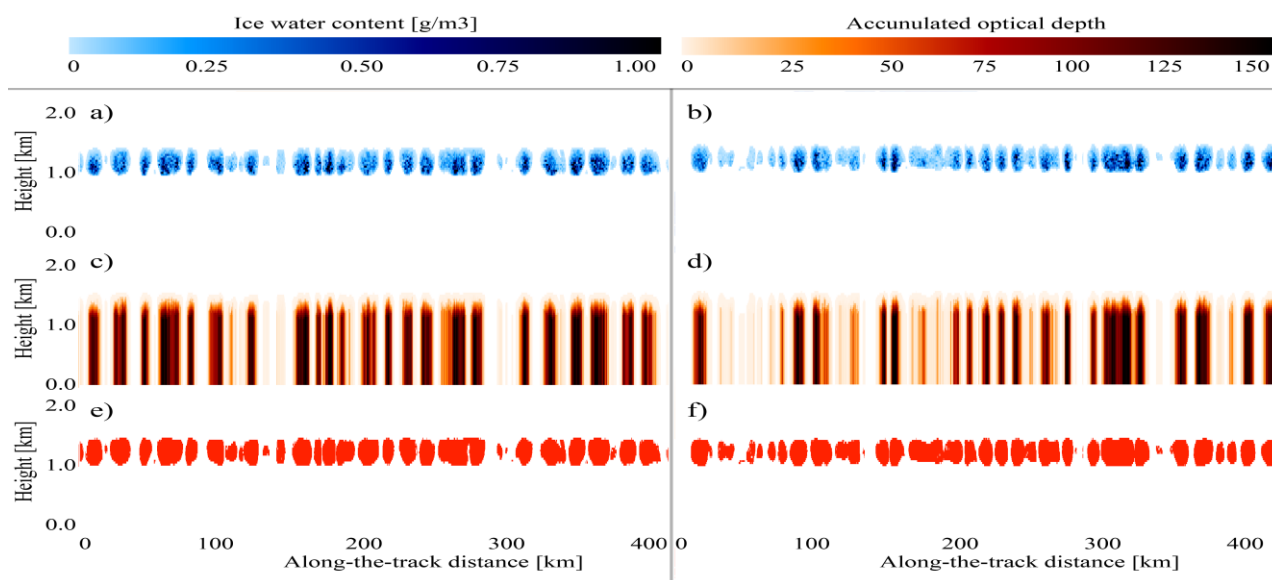 Ice water content [g/m3]
Accunulated optical depth
0 0.25 0.50 0.75 1.00
0 25 50 75 100 125 150
a)
b)
2.0
1.0
0.0
Height [km]
c)
d)
2.0
1.0
0.0
Height [km]
Height [km]
e)
f)
2.0
1.0
0.0
Height [km]
0 100 200 300 400
0 100 200 300 400
Along-the-track distance [km]
Along-the-track distance [km]